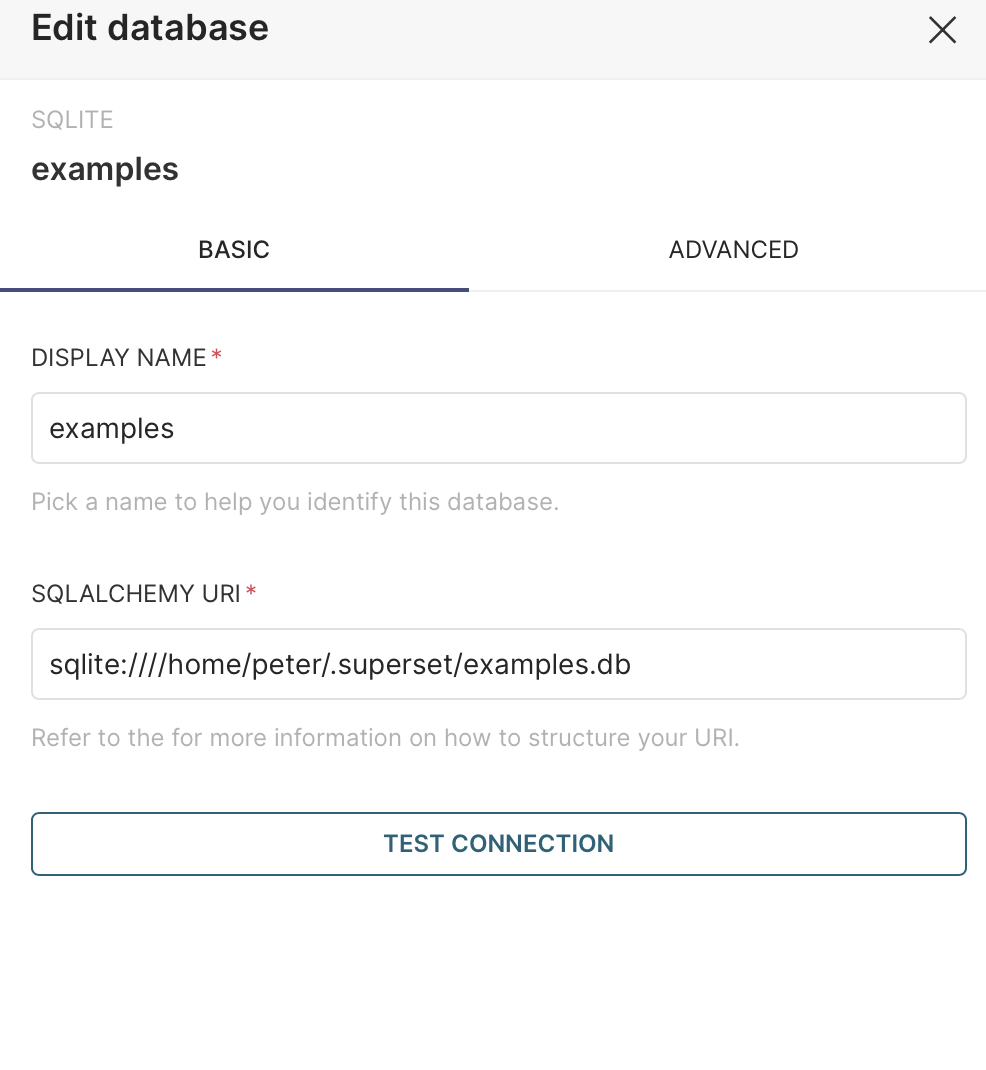 Edit database
SQLITE
examples
BASIC
ADVANCED
DISPLAY NAME*
examples
Pick a name to help you identify this database.
SQLALCHEMY URI*
sqlite:////home/peter/.superset/examples.db
Refer to the for more information on how to structure your URI.
TEST CONNECTION